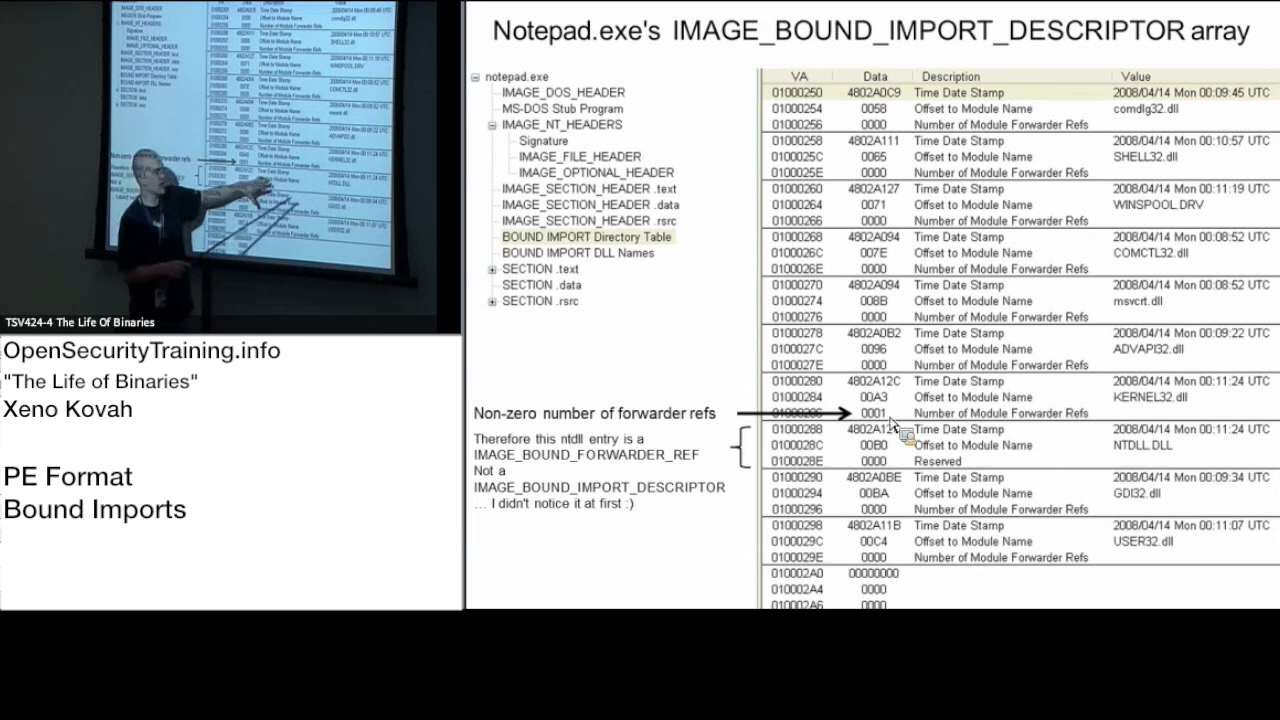 Notepad.exe's IMAGE_BOUND_IMPORT_DESCRIPTOR array
TSV424-4 The Life Of Binaries
OpenSecurityTraining.info
"The Life of Binaries"
Xeno Kovah
PE Format
Bound Imports
notepad.exe
IMAGE_DOS_HEADER
MS-DOS Stub Program
IMAGE_NT_HEADERS
Signature
IMAGE_FILE_HEADER
IMAGE_OPTIONAL_HEADER
IMAGE_SECTION_HEADER .text
IMAGE_SECTION_HEADER .data
IMAGE_SECTION_HEADER .rsrc
BOUND IMPORT Directory Table
BOUND IMPORT DLL Names
SECTION .text
SECTION .data
SECTION .rsrc
Non-zero number of forwarder refs
Therefore this ntdll entry is a
IMAGE_BOUND_FORWARDER_REF
Not a
IMAGE_BOUND_IMPORT_DESCRIPTOR
... I didn't notice it at first :)
VA Data Description Value
01000250 4802A0C9 Time Date Stamp 2008/04/14 Mon 00:09:45 UTC
01000254 0058 Offset to Module Name comdlg32.dll
01000256 0000 Number of Module Forwarder Refs
01000258 4802A111 Time Date Stamp 2008/04/14 Mon 00:10:57 UTC
0100025C 0065 Offset to Module Name SHELL32.dll
0100025E 0000 Number of Module Forwarder Refs
01000260 4802A127 Time Date Stamp 2008/04/14 Mon 00:11:19 UTC
01000264 0071 Offset to Module Name WINSPOOL.DRV
01000266 0000 Number of Module Forwarder Refs
01000268 4802A094 Time Date Stamp 2008/04/14 Mon 00:08:52 UTC
0100026C 007E Offset to Module Name COMCTL32.dll
0100026E 0000 Number of Module Forwarder Refs
01000270 4802A094 Time Date Stamp 2008/04/14 Mon 00:08:52 UTC
01000274 008B Offset to Module Name msvcrt.dll
01000276 0000 Number of Module Forwarder Refs
01000278 4802A0B2 Time Date Stamp 2008/04/14 Mon 00:09:22 UTC
0100027C 0096 Offset to Module Name ADVAPI32.dll
0100027E 0000 Number of Module Forwarder Refs
01000280 4802A12C Time Date Stamp 2008/04/14 Mon 00:11:24 UTC
01000284 00A3 Offset to Module Name KERNEL32.dll
01000286 0001 Number of Module Forwarder Refs
01000288 Time Date Stamp 2008/04/14 Mon 00:11:24 UTC
0100028C 00B0 Offset to Module Name NTDLL.DLL
0100028E 0000 Reserved
01000290 4802A0BE Time Date Stamp 2008/04/14 Mon 00:09:34 UTC
01000294 00BA Offset to Module Name GDI32.dll
01000296 0000 Number of Module Forwarder Refs
01000298 4802A11B Time Date Stamp 2008/04/14 Mon 00:11:07 UTC
0100029C 00C4 Offset to Module Name USER32.dll
0100029E 0000 Number of Module Forwarder Refs
010002A0 00000000
010002A4 0000
010002A6 0000